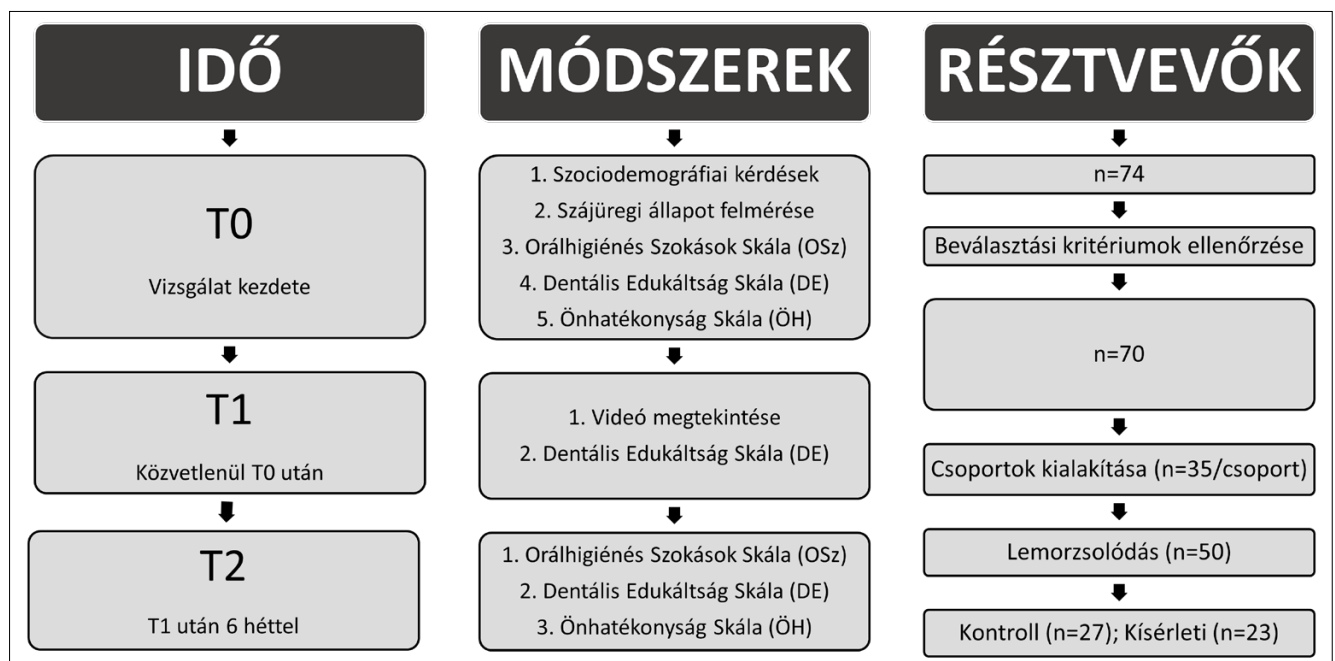 IDŐ
T0
Vizsgálat kezdete
T1
Közvetlenül T0 után
T2
T1 után 6 héttel
MÓDSZEREK
1. Szociodemográfiai kérdések
2. Szájüregi állapot felmérése
3. Orálhigiénés Szokások Skála (OSz)
4. Dentális Edukáltság Skála (DE)
5. Önhatékonyság Skála (ÖH)
1. Videó megtekintése
2. Dentális Edukáltság Skála (DE)
1. Orálhigiénés Szokások Skála (OSz)
2. Dentális Edukáltság Skála (DE)
3. Önhatékonyság Skála (ÖH)
RÉSZTVEVŐK
n=74
Beválasztási kritériumok ellenőrzése
n=70
Csoportok kialakítása (n=35/csoport)
Lemorzsolódás (n=50)
Kontroll (n=27); Kísérleti (n=23)